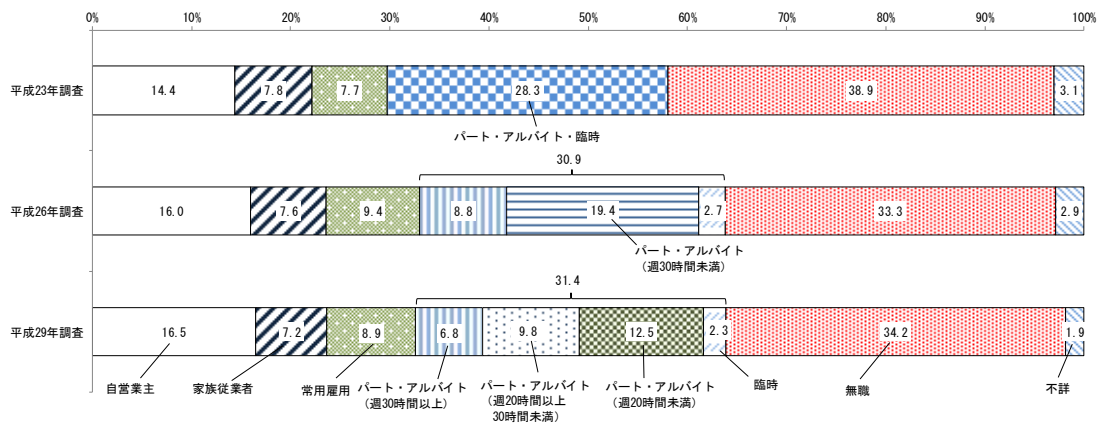 0% 10% 20% 30% 40% 50% 60% 70% 80% 90% 100%
平成23年調査 14.4 7.8 7.7 28.3 38.9 3.1
パート・アルバイト・臨時
30.9
平成26年調査 16.0 7.6 9.4 8.8 19.4 2.7 33.3 2.9
パート・アルバイト
(週30時間未満)
31.4
平成29年調査 16.5 7.2 8.9 6.8 9.8 12.5 2.3 34.2 1.9
自営業主
家族従業者
常用雇用
パート・アルバイト
(週30時間以上)
パート・アルバイト
(週20時間以上
30時間未満)
パート・アルバイト
(週20時間未満)
臨時
無職
不詳